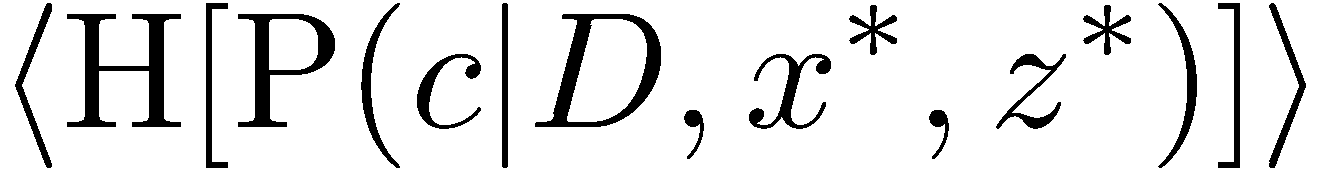 ⟨H[P(c|D, x*, z*)]⟩